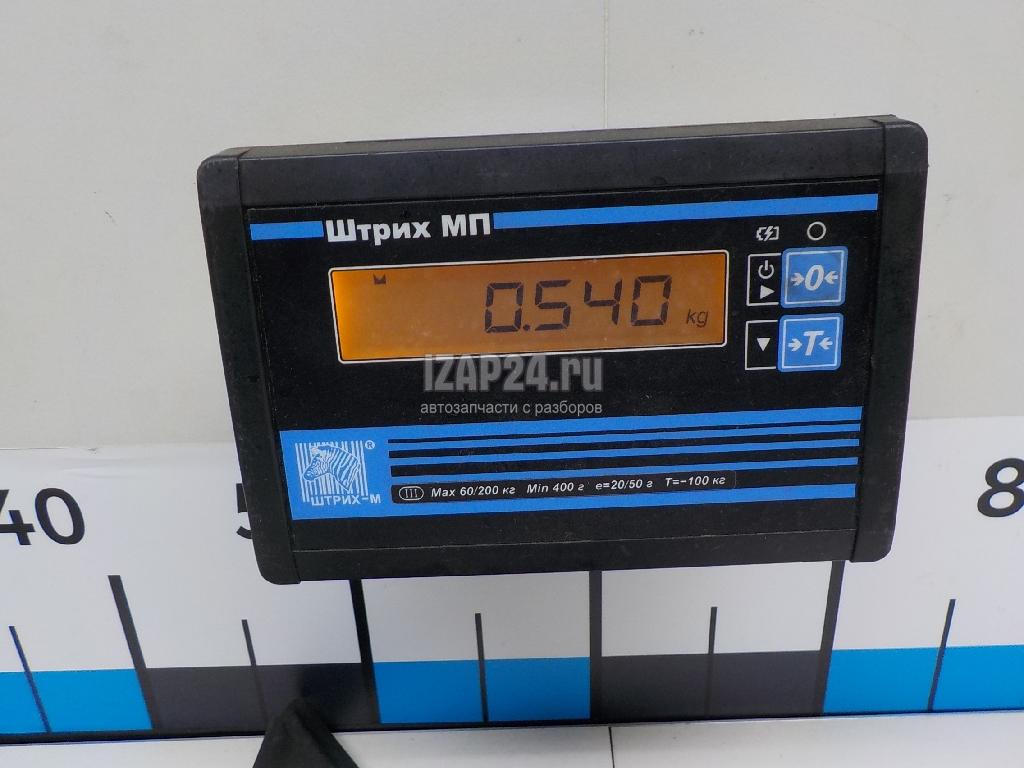 Штрих МП
0.540 kg
→0←
→T←
IZAP24.ru
автозапчасти с разборов
ШТРИХ-М ®
III Max 60/200 кг Min 400 г e=20/50 г T=-100 кг
40
8